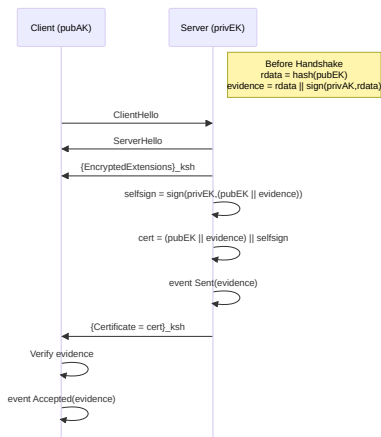 Client (pubAK)
Server (privEK)
Before Handshake
rdata = hash(pubEK)
evidence = rdata || sign(privAK,rdata)
ClientHello
ServerHello
{EncryptedExtensions}_ksh
selfsign = sign(privEK,(pubEK || evidence))
cert = (pubEK || evidence) || selfsign
event Sent(evidence)
{Certificate = cert}_ksh
Verify evidence
event Accepted(evidence)